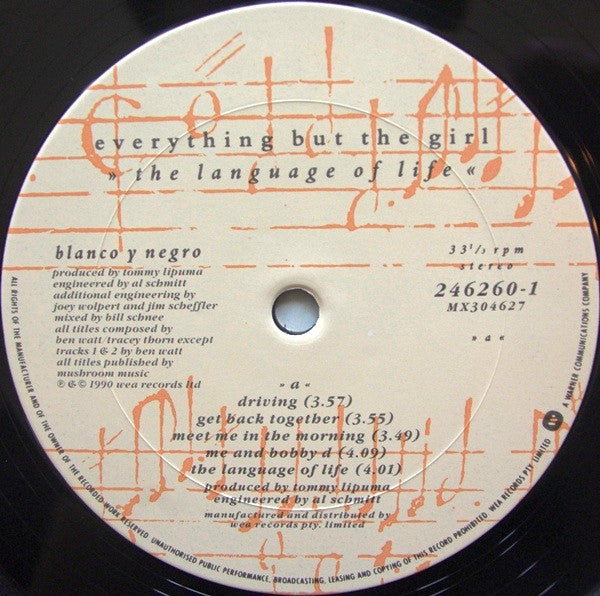 everything but the girl
» the language of life «
blanco y negro
produced by tommy lipuma
engineered by al schmitt
additional engineering by
joey wolpert and jim scheffler
mixed by bill schnee
all titles composed by
ben watt/tracey thorn except
tracks 1 & 2 by ben watt
all titles published by
mushroom music
℗ & © 1990 wea records ltd
33 1/3 rpm
stereo
246260-1
MX304627
» a «
» a «
driving (3.57)
get back together (3.55)
meet me in the morning (3.49)
me and bobby d (4.09)
the language of life (4.01)
produced by tommy lipuma
engineered by al schmitt
manufactured and distributed by
wea records pty. limited
ALL RIGHTS OF THE MANUFACTURER AND OF THE OWNER OF THE RECORDED WORK RESERVED. UNAUTHORISED PUBLIC PERFORMANCE, BROADCASTING, LEASING AND COPYING OF THIS RECORD PROHIBITED. WEA RECORDS PTY. LIMITED
A WARNER COMMUNICATIONS COMPANY